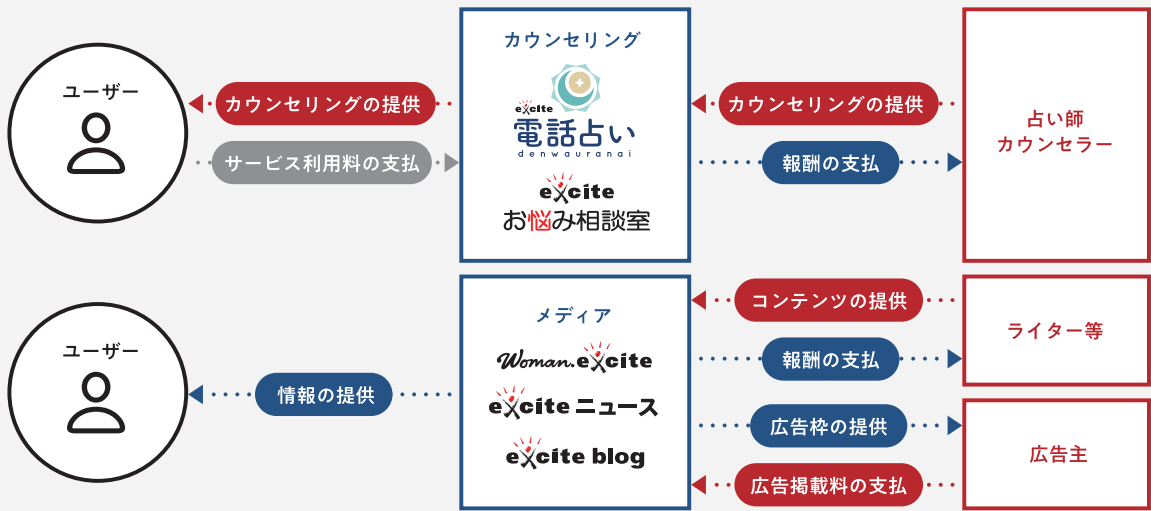 ユーザー
カウンセリングの提供
サービス利用料の支払
カウンセリング
excite
電話占い
denwauranai
excite
お悩み相談室
カウンセリングの提供
報酬の支払
占い師
カウンセラー
ユーザー
情報の提供
メディア
Woman.excite
excite ニュース
excite blog
コンテンツの提供
報酬の支払
ライター等
広告枠の提供
広告掲載料の支払
広告主